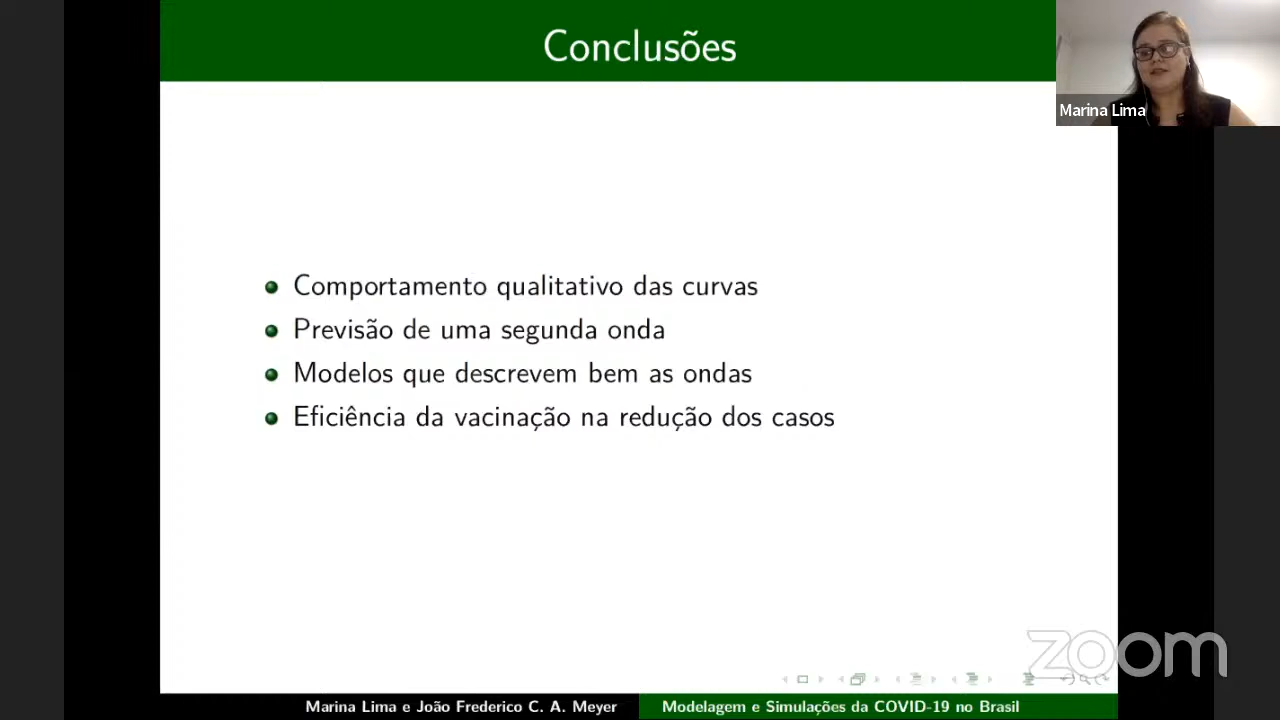 Conclusões
Marina Lima
Comportamento qualitativo das curvas
Previsão de uma segunda onda
Modelos que descrevem bem as ondas
Eficiência da vacinação na redução dos casos
zoom
Marina Lima e João Frederico C. A. Meyer
Modelagem e Simulações da COVID-19 no Brasil